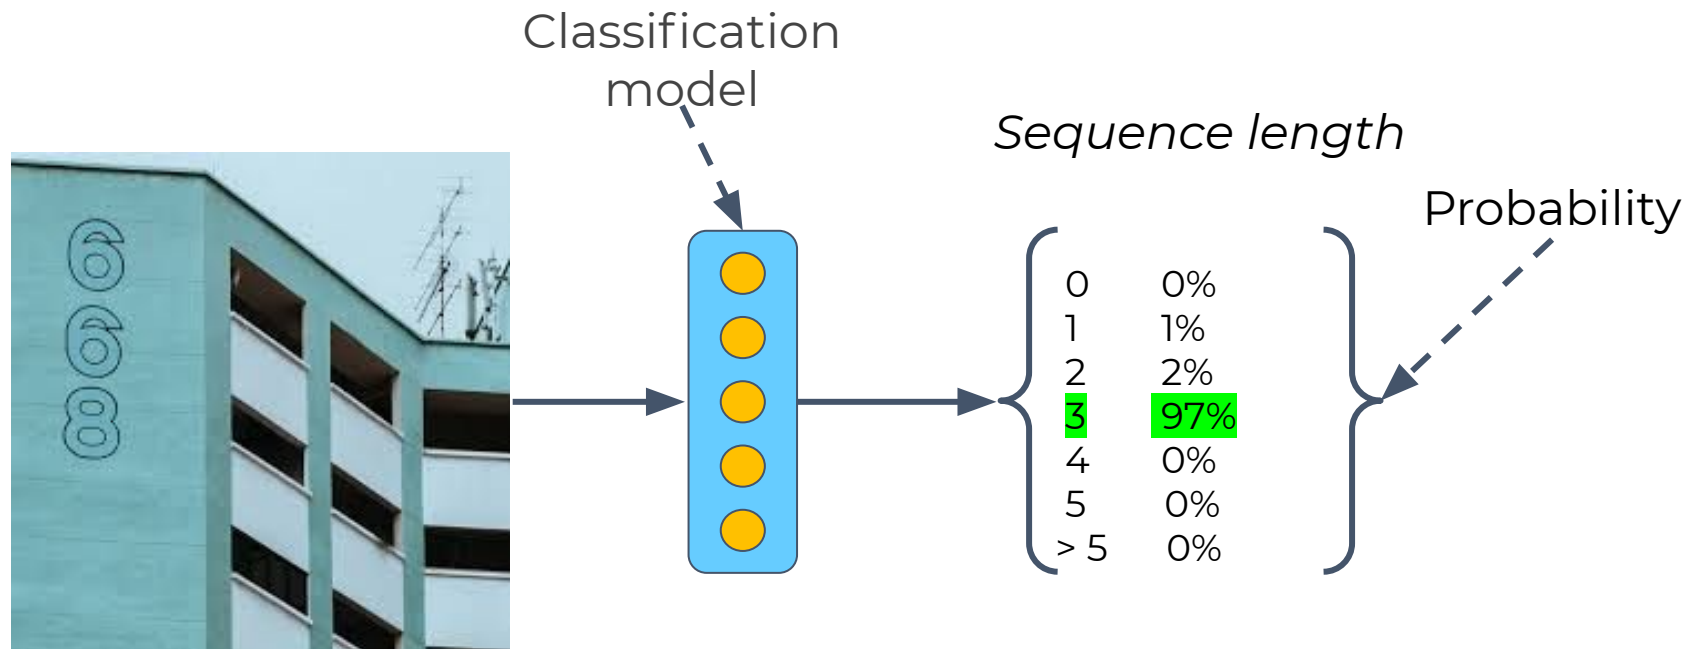 Classification
model
Sequence length
Probability
6
6
8
0 0%
1 1%
2 2%
3 97%
4 0%
5 0%
> 5 0%